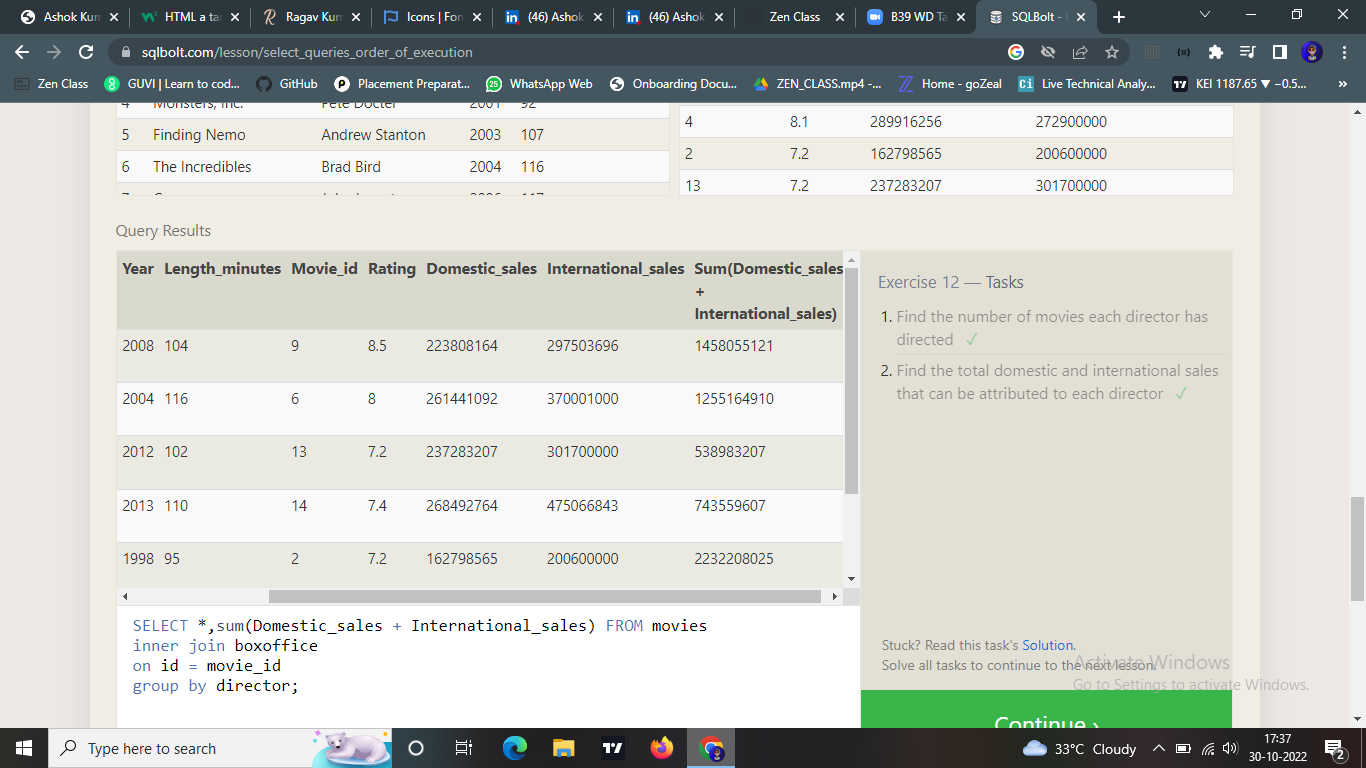 Ashok Kun
HTML a ta
Ragav Kun
Icons | Fon
(46) Ashok
(46) Ashok
Zen Class
B39 WD Ta
SQLBolt -
sqlbolt.com/lesson/select_queries_order_of_execution
Zen Class
GUVI | Learn to cod...
GitHub
Placement Preparat...
WhatsApp Web
Onboarding Docu...
ZEN_CLASS.mp4 -...
Home - goZeal
Live Technical Analy...
KEI 1187.65 ▼ −0.5...
»
4 Monsters, Inc. Pete Docter 2001 92
5 Finding Nemo Andrew Stanton 2003 107
6 The Incredibles Brad Bird 2004 116
4 8.1 289916256 272900000
2 7.2 162798565 200600000
13 7.2 237283207 301700000
Query Results
Year Length_minutes Movie_id Rating Domestic_sales International_sales Sum(Domestic_sales
+
International_sales)
2008 104 9 8.5 223808164 297503696 1458055121
2004 116 6 8 261441092 370001000 1255164910
2012 102 13 7.2 237283207 301700000 538983207
2013 110 14 7.4 268492764 475066843 743559607
1998 95 2 7.2 162798565 200600000 2232208025
SELECT *,sum(Domestic_sales + International_sales) FROM movies
inner join boxoffice
on id = movie_id
group by director;
Exercise 12 — Tasks
1. Find the number of movies each director has
directed ✓
2. Find the total domestic and international sales
that can be attributed to each director ✓
Stuck? Read this task's Solution.
Solve all tasks to continue to the next lesson.
Activate Windows
Go to Settings to activate Windows.
Continue ›
Type here to search
33°C Cloudy
17:37
30-10-2022
2